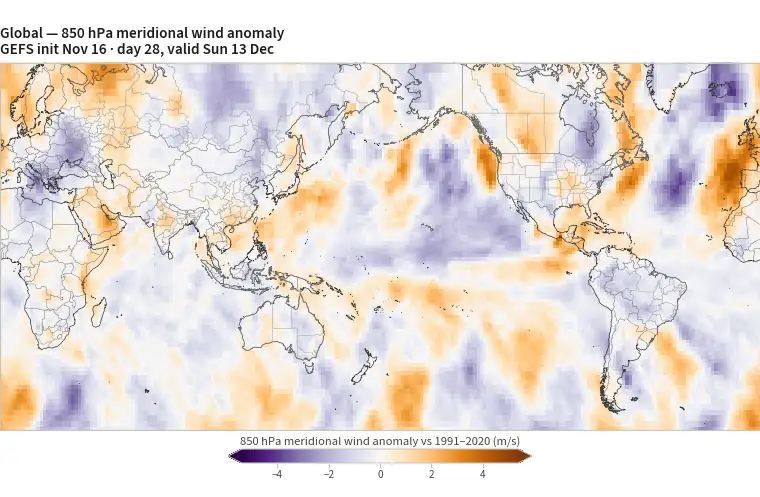 Global — 850 hPa meridional wind anomaly
GEFS init Nov 16 · day 28, valid Sun 13 Dec
850 hPa meridional wind anomaly vs 1991–2020 (m/s)
−4 −2 0 2 4